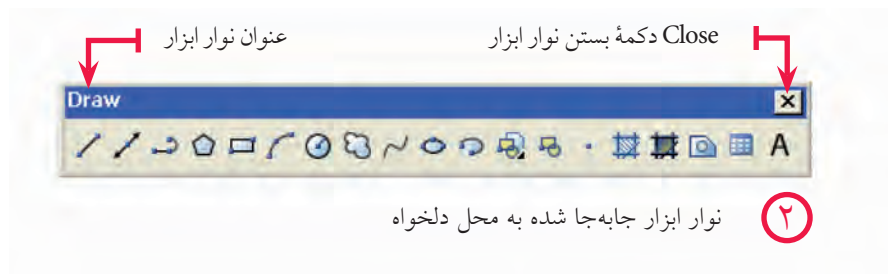 Close دکمهٔ بستن نوار ابزار
عنوان نوار ابزار
Draw
A
۲ نوار ابزار جابه‌جا شده به محل دلخواه